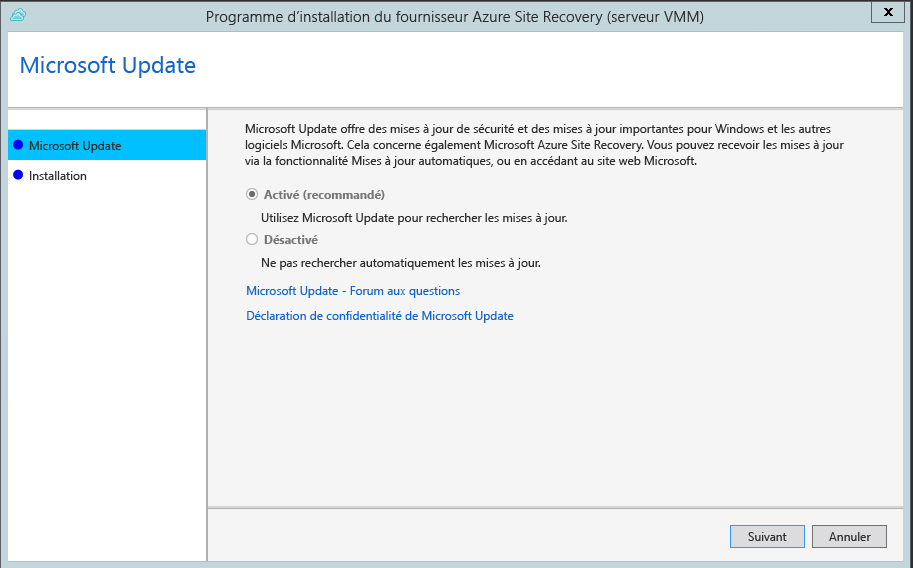 Programme d’installation du fournisseur Azure Site Recovery (serveur VMM)
x
Microsoft Update
Microsoft Update
Installation
Microsoft Update offre des mises à jour de sécurité et des mises à jour importantes pour Windows et les autres
logiciels Microsoft. Cela concerne également Microsoft Azure Site Recovery. Vous pouvez recevoir les mises à jour
via la fonctionnalité Mises à jour automatiques, ou en accédant au site web Microsoft.
Activé (recommandé)
Utilisez Microsoft Update pour rechercher les mises à jour.
Désactivé
Ne pas rechercher automatiquement les mises à jour.
Microsoft Update - Forum aux questions
Déclaration de confidentialité de Microsoft Update
Suivant
Annuler